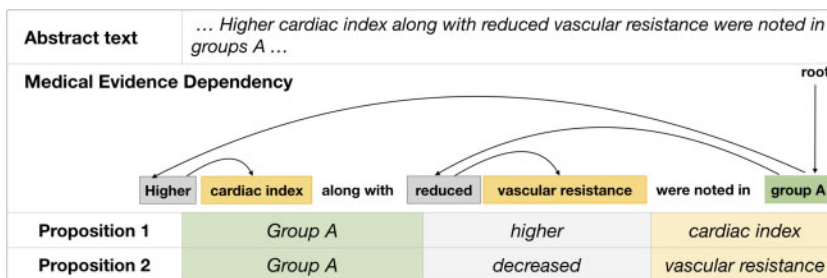 Abstract text
... Higher cardiac index along with reduced vascular resistance were noted in
groups A ...
Medical Evidence Dependency
root
Higher cardiac index along with reduced vascular resistance were noted in group A
Proposition 1 Group A higher cardiac index
Proposition 2 Group A decreased vascular resistance